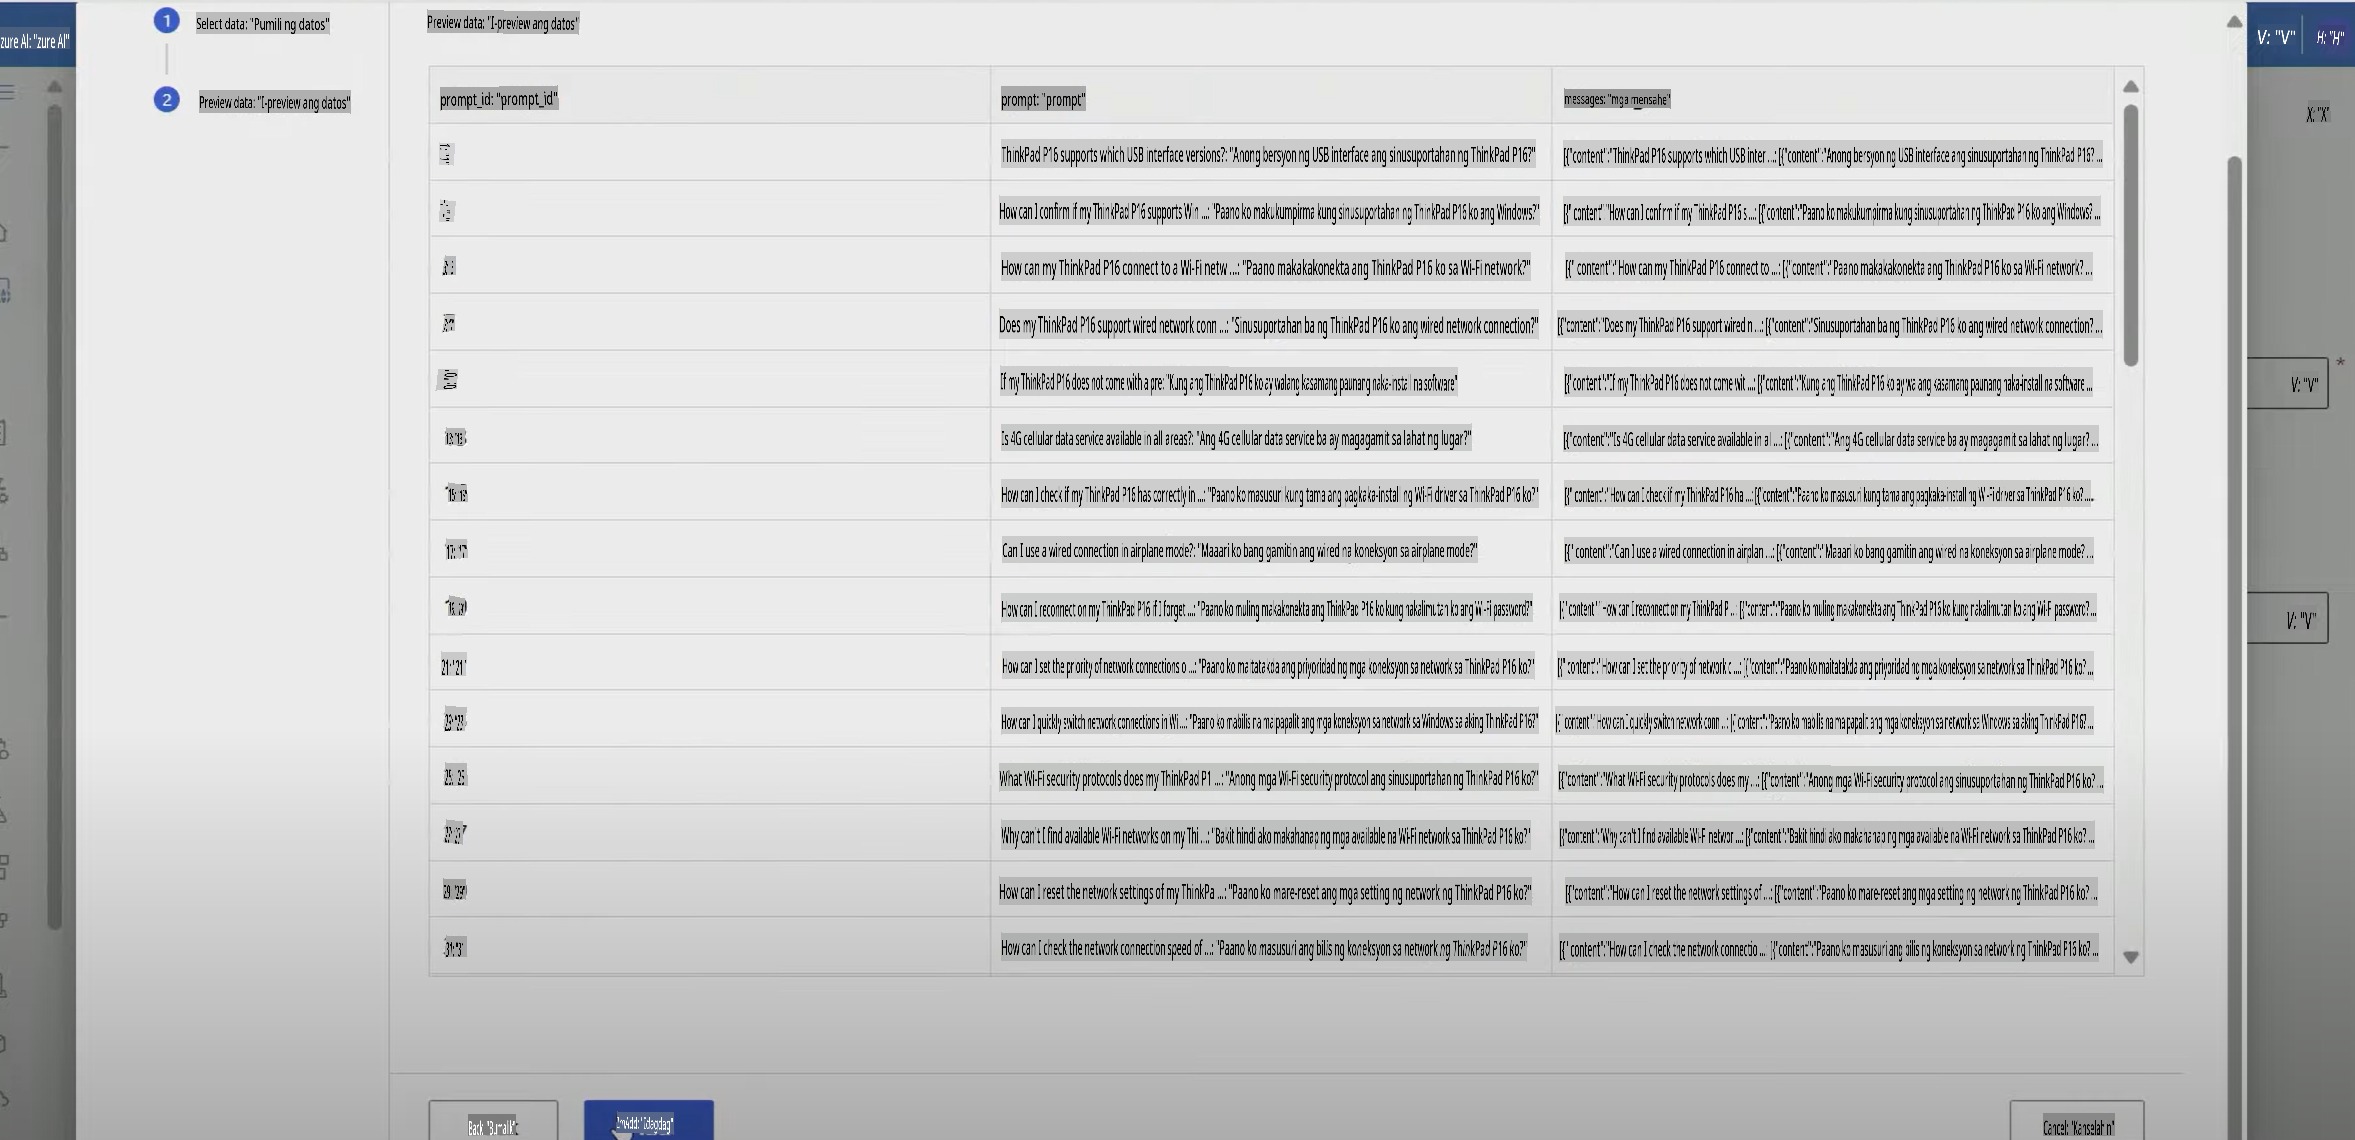 zure AI: "zure AI"
1 Select data: "Pumili ng datos"
2 Preview data: "I-preview ang datos"
Preview data: "I-preview ang datos"
V: "V"
H: "H"
X: "X"
V: "V"
*
V: "V"
prompt_id: "prompt_id" prompt: "prompt" messages: "mga mensahe"
ThinkPad P16 supports which USB interface versions?: "Anong bersyon ng USB interface ang sinusuportahan ng ThinkPad P16?" [{"content":"ThinkPad P16 supports which USB inter ...: [{"content":"Anong bersyon ng USB interface ang sinusuportahan ng ThinkPad P16? ...
How can I confirm if my ThinkPad P16 supports Win ...: "Paano ko makukumpirma kung sinusuportahan ng ThinkPad P16 ko ang Windows?" [{"content":"How can I confirm if my ThinkPad P16 s ...: [{"content":"Paano ko makukumpirma kung sinusuportahan ng ThinkPad P16 ko ang Windows? ...
How can my ThinkPad P16 connect to a Wi-Fi netw ...: "Paano makakakonekta ang ThinkPad P16 ko sa Wi-Fi network?" [{"content":"How can my ThinkPad P16 connect to ...: [{"content":"Paano makakakonekta ang ThinkPad P16 ko sa Wi-Fi network? ...
Does my ThinkPad P16 support wired network conn ...: "Sinusuportahan ba ng ThinkPad P16 ko ang wired network connection?" [{"content":"Does my ThinkPad P16 support wired n ...: [{"content":"Sinusuportahan ba ng ThinkPad P16 ko ang wired network connection? ...
If my ThinkPad P16 does not come with a pre: "Kung ang ThinkPad P16 ko ay walang kasamang paunang naka-install na software" [{"content":"If my ThinkPad P16 does not come wit ...: [{"content":"Kung ang ThinkPad P16 ko ay wa ang kasamang paunang naka-install na software ...
13: "13" Is 4G cellular data service available in all areas?: "Ang 4G cellular data service ba ay magagamit sa lahat ng lugar?" [{"content":"Is 4G cellular data service available in al ...: [{"content":"Ang 4G cellular data service ba ay magagamit sa lahat ng lugar? ...
How can I check if my ThinkPad P16 has correctly in ...: "Paano ko masusuri kung tama ang pagkaka-install ng Wi-Fi driver sa ThinkPad P16 ko?" [{"content":"How can I check if my ThinkPad P16 ha ...: [{"content":"Paano ko masusuri kung tama ang pagkaka-install ng Wi-Fi driver sa ThinkPad P16 ko? ...
17: "17" Can I use a wired connection in airplane mode?: "Maaari ko bang gamitin ang wired na koneksyon sa airplane mode?" [{"content":"Can I use a wired connection in airplan ...: [{"content":"Maaari ko bang gamitin ang wired na koneksyon sa airplane mode? ...
How can I reconnect on my ThinkPad P16 if I forget ...: "Paano ko muling makakonekta ang ThinkPad P16 ko kung nakalimutan ko ang Wi-Fi password?" [{"content":"How can I reconnect on my ThinkPad P ...: [{"content":"Paano ko muling makakonekta ang ThinkPad P16 ko kung nakalimutan ko ang Wi-Fi password? ...
21: "21" How can I set the priority of network connections o ...: "Paano ko maitatakda ang priyoridad ng mga koneksyon sa network sa ThinkPad P16 ko?" [{"content":"How can I set the priority of network c ...: [{"content":"Paano ko maitatakda ang priyoridad ng mga koneksyon sa network sa ThinkPad P16 ko? ...
23: "23" How can I quickly switch network connections in Wi...: "Paano ko mabilis na mapapalit ang mga koneksyon sa network sa Windows sa aking ThinkPad P16?" [{"content":"How can I quickly switch network conn ...: [{"content":"Paano ko mabilis na mapapalit ang mga koneksyon sa network sa Windows sa aking ThinkPad P16? ...
25: "25" What Wi-Fi security protocols does my ThinkPad P1 ...: "Anong mga Wi-Fi security protocol ang sinusuportahan ng ThinkPad P16 ko?" [{"content":"What Wi-Fi security protocols does my ...: [{"content":"Anong mga Wi-Fi security protocol ang sinusuportahan ng ThinkPad P16 ko? ...
27: "27" Why can't I find available Wi-Fi networks on my Thi ...: "Bakit hindi ako makahanap ng mga available na Wi-Fi network sa ThinkPad P16 ko?" [{"content":"Why can't I find available Wi-Fi networ ...: [{"content":"Bakit hindi ako makahanap ng mga available na Wi-Fi network sa ThinkPad P16 ko? ...
29: "29" How can I reset the network settings of my ThinkPa ...: "Paano ko mare-reset ang mga setting ng network ng ThinkPad P16 ko?" [{"content":"How can I reset the network settings of ...: [{"content":"Paano ko mare-reset ang mga setting ng network ng ThinkPad P16 ko? ...
31: "31" How can I check the network connection speed of ...: "Paano ko masusuri ang bilis ng koneksyon sa network ng ThinkPad P16 ko?" [{"content":"How can I check the network connectio ...: [{"content":"Paano ko masusuri ang bilis ng koneksyon sa network ng ThinkPad P16 ko? ...
Back: "Bumalik" Add: "Idagdag" Cancel: "Kanselahin"